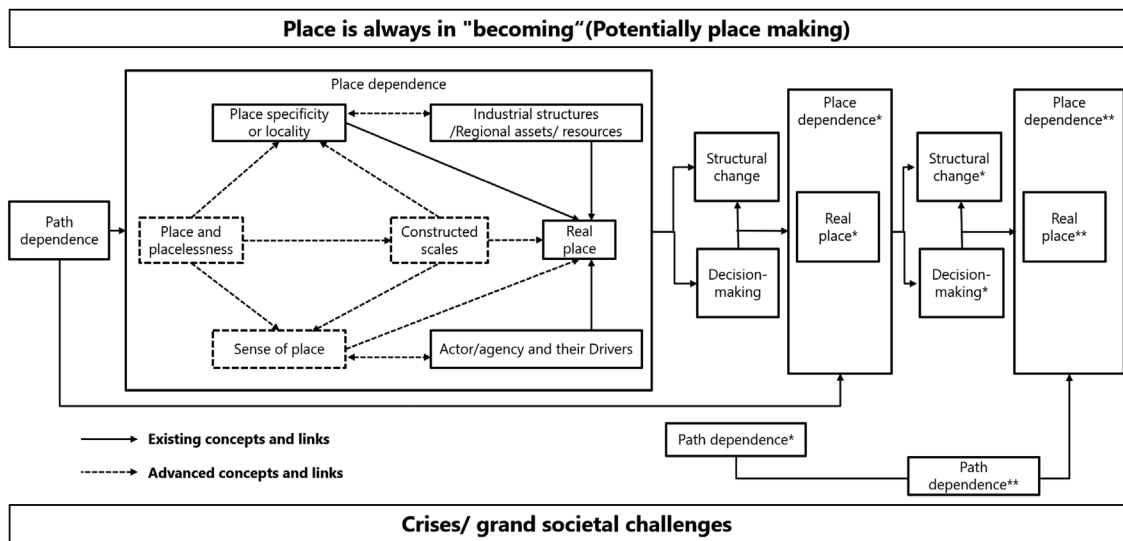 Place is always in "becoming“(Potentially place making)
Place dependence
Place specificity
or locality
Industrial structures
/Regional assets/ resources
Path
dependence
Place and
placelessness
Constructed
scales
Real
place
Sense of place
Actor/agency and their Drivers
Structural
change
Decision-
making
Place
dependence*
Real
place*
Structural
change*
Decision-
making*
Place
dependence**
Real
place**
Existing concepts and links
Advanced concepts and links
Path dependence*
Path
dependence**
Crises/ grand societal challenges